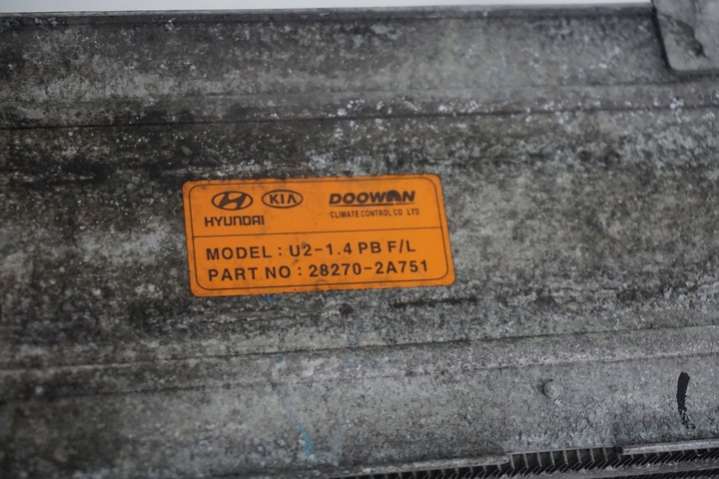 HYUNDAI KIA DOOWON
CLIMATE CONTROL CO LTD
MODEL : U2-1.4 PB F/L
PART NO : 28270-2A751